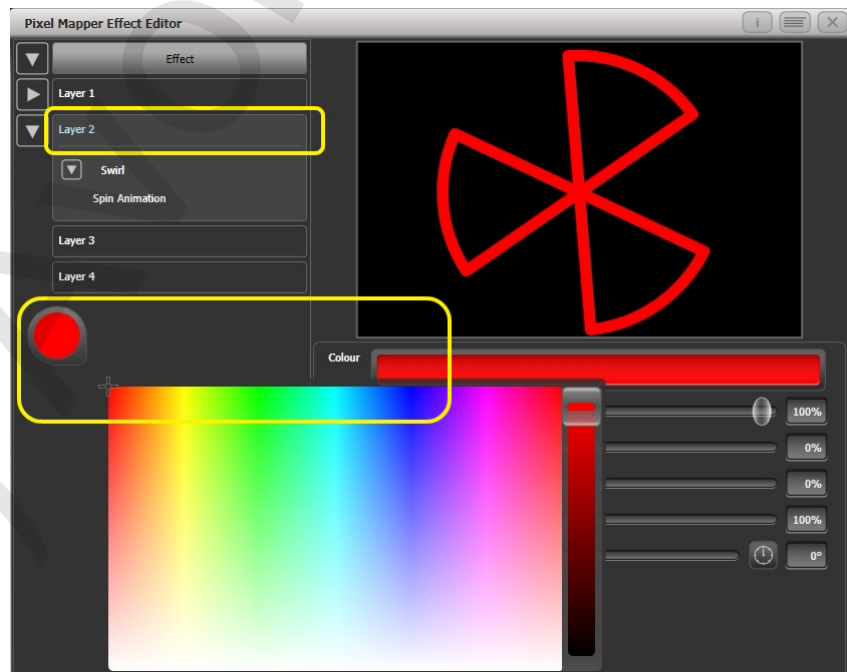 Pixel Mapper Effect Editor
i
Effect
Layer 1
Layer 2
Swirl
Spin Animation
Layer 3
Layer 4
Colour
100%
0%
0%
100%
0°